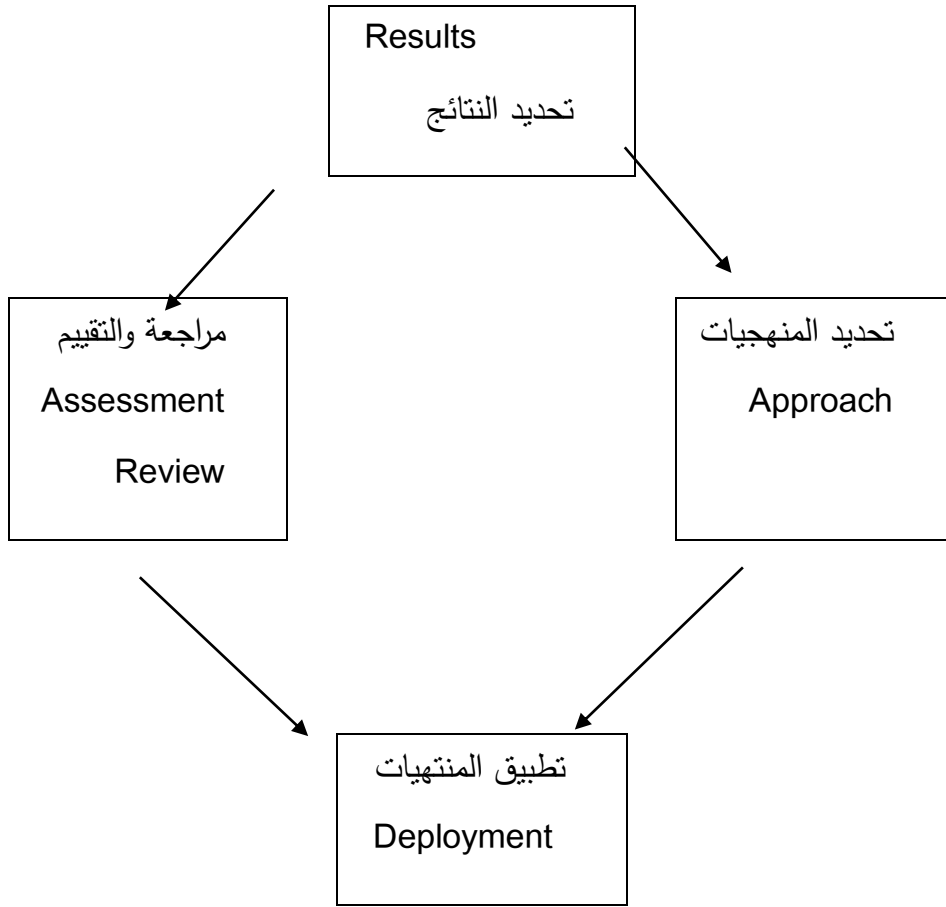 Results
تحديد النتائج
مراجعة والتقييم
Assessment
Review
تحديد المنهجيات
Approach
تطبيق المنتهيات
Deployment